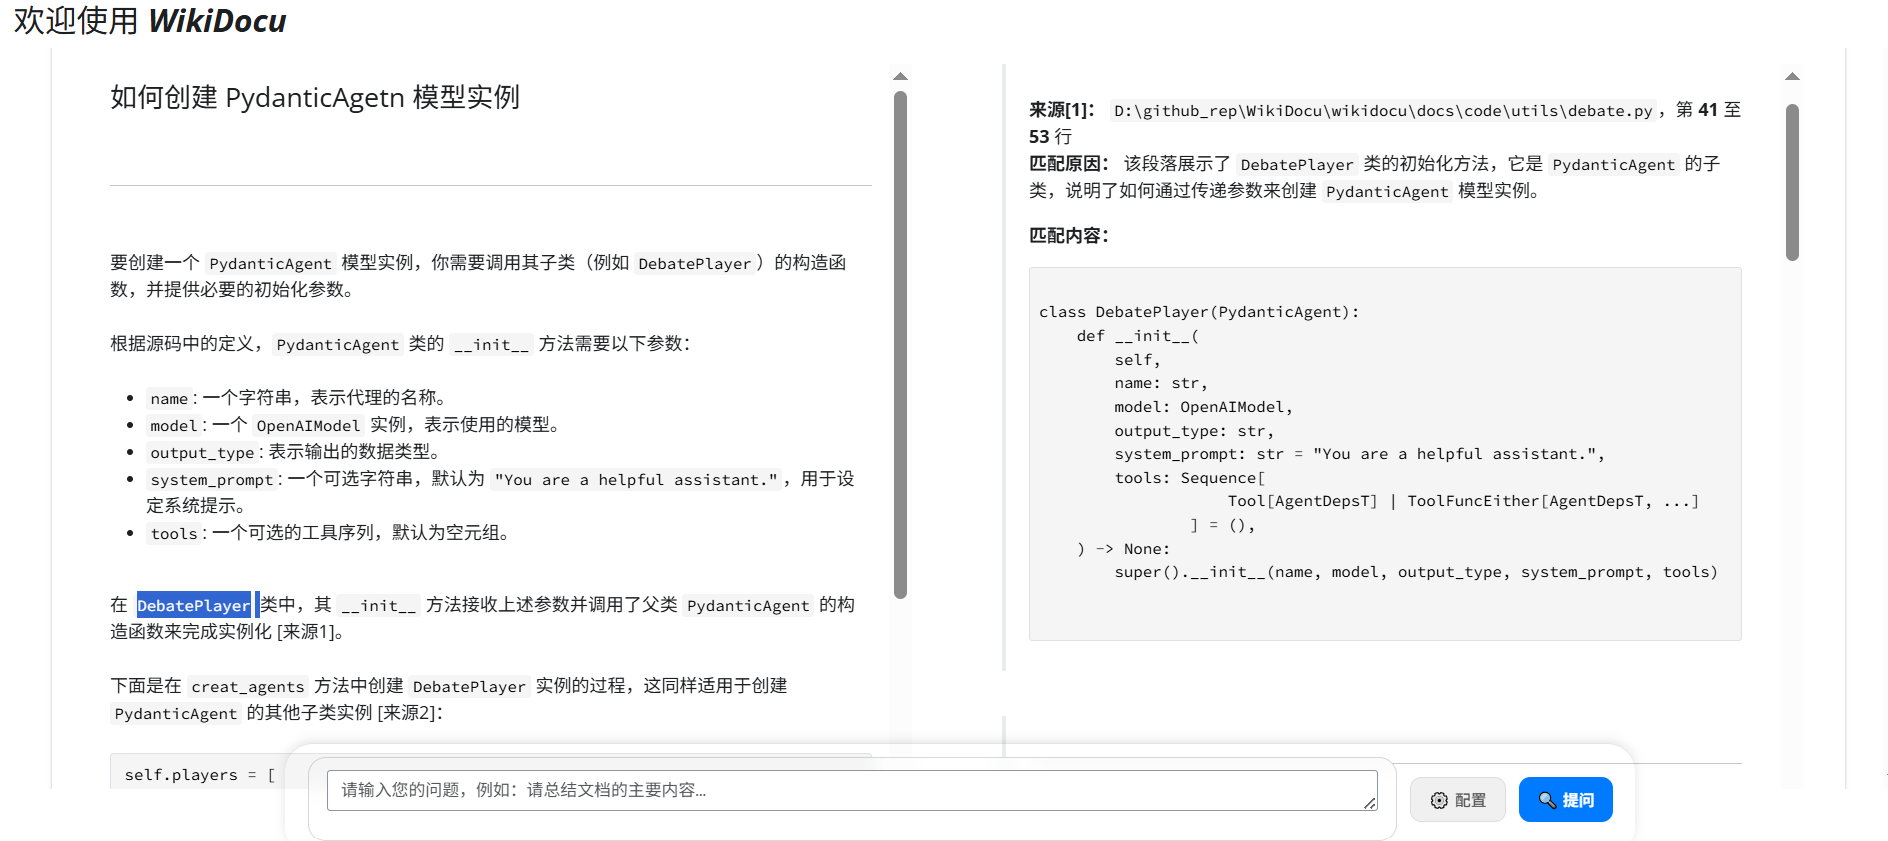 欢迎使用 WikiDocu
如何创建 PydanticAgetn 模型实例
要创建一个 PydanticAgent 模型实例，你需要调用其子类（例如 DebatePlayer ）的构造函
数，并提供必要的初始化参数。
根据源码中的定义， PydanticAgent 类的 __init__ 方法需要以下参数：
• name : 一个字符串，表示代理的名称。
• model : 一个 OpenAIModel 实例，表示使用的模型。
• output_type : 表示输出的数据类型。
• system_prompt : 一个可选字符串，默认为 "You are a helpful assistant." ，用于设
定系统提示。
• tools : 一个可选的工具序列，默认为空元组。
在 DebatePlayer 类中，其 __init__ 方法接收上述参数并调用了父类 PydanticAgent 的构
造函数来完成实例化 [来源1]。
下面是在 creat_agents 方法中创建 DebatePlayer 实例的过程，这同样适用于创建
PydanticAgent 的其他子类实例 [来源2]：
self.players = [
来源[1]： D:\github_rep\WikiDocu\wikidocu\docs\code\utils\debate.py ，第 41 至
53 行
匹配原因： 该段落展示了 DebatePlayer 类的初始化方法，它是 PydanticAgent 的子
类，说明了如何通过传递参数来创建 PydanticAgent 模型实例。
匹配内容：
class DebatePlayer(PydanticAgent):
    def __init__(
        self,
        name: str,
        model: OpenAIModel,
        output_type: str,
        system_prompt: str = "You are a helpful assistant.",
        tools: Sequence[
                    Tool[AgentDepsT] | ToolFuncEither[AgentDepsT, ...]
                ] = (),
    ) -> None:
        super().__init__(name, model, output_type, system_prompt, tools)
请输入您的问题，例如：请总结文档的主要内容...
配置
提问